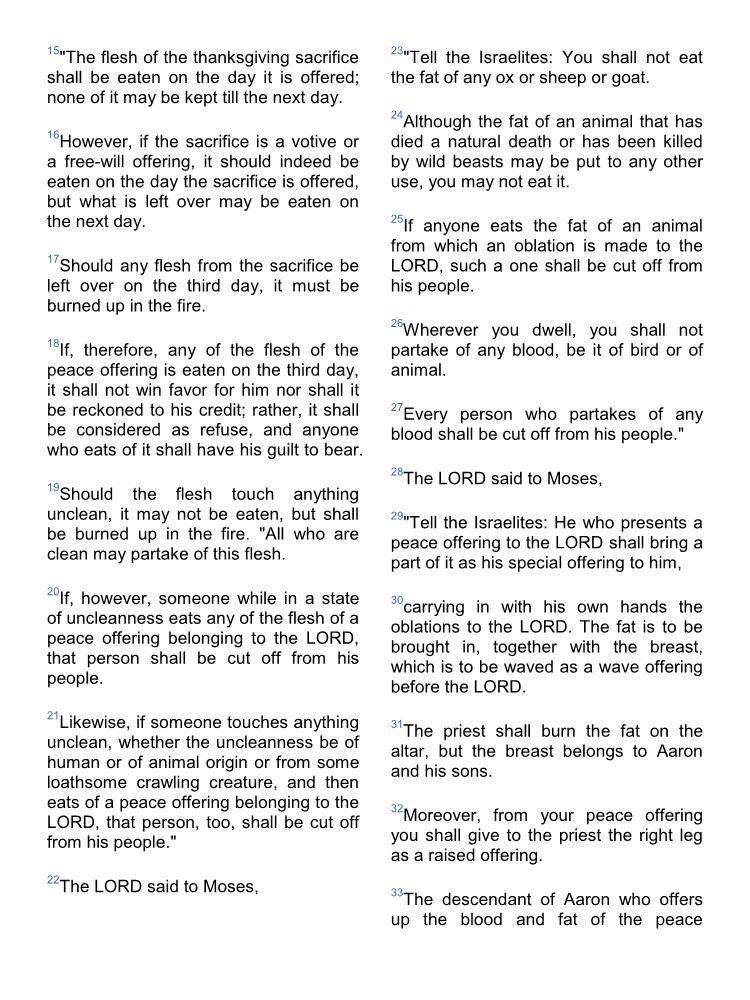 15"The flesh of the thanksgiving sacrifice
shall be eaten on the day it is offered;
none of it may be kept till the next day.
16However, if the sacrifice is a votive or
a free-will offering, it should indeed be
eaten on the day the sacrifice is offered,
but what is left over may be eaten on
the next day.
17Should any flesh from the sacrifice be
left over on the third day, it must be
burned up in the fire.
18If, therefore, any of the flesh of the
peace offering is eaten on the third day,
it shall not win favor for him nor shall it
be reckoned to his credit; rather, it shall
be considered as refuse, and anyone
who eats of it shall have his guilt to bear.
19Should the flesh touch anything
unclean, it may not be eaten, but shall
be burned up in the fire. "All who are
clean may partake of this flesh.
20If, however, someone while in a state
of uncleanness eats any of the flesh of a
peace offering belonging to the LORD,
that person shall be cut off from his
people.
21Likewise, if someone touches anything
unclean, whether the uncleanness be of
human or of animal origin or from some
loathsome crawling creature, and then
eats of a peace offering belonging to the
LORD, that person, too, shall be cut off
from his people."
22The LORD said to Moses,
23"Tell the Israelites: You shall not eat
the fat of any ox or sheep or goat.
24Although the fat of an animal that has
died a natural death or has been killed
by wild beasts may be put to any other
use, you may not eat it.
25If anyone eats the fat of an animal
from which an oblation is made to the
LORD, such a one shall be cut off from
his people.
26Wherever you dwell, you shall not
partake of any blood, be it of bird or of
animal.
27Every person who partakes of any
blood shall be cut off from his people."
28The LORD said to Moses,
29"Tell the Israelites: He who presents a
peace offering to the LORD shall bring a
part of it as his special offering to him,
30carrying in with his own hands the
oblations to the LORD. The fat is to be
brought in, together with the breast,
which is to be waved as a wave offering
before the LORD.
31The priest shall burn the fat on the
altar, but the breast belongs to Aaron
and his sons.
32Moreover, from your peace offering
you shall give to the priest the right leg
as a raised offering.
33The descendant of Aaron who offers
up the blood and fat of the peace